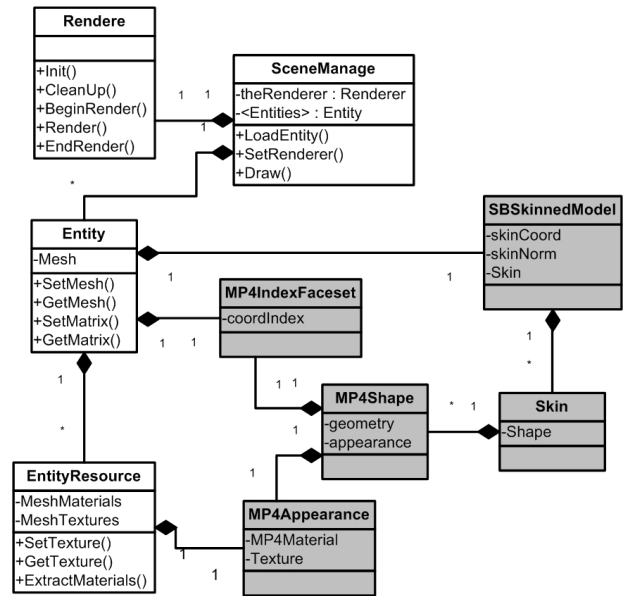 Rendere
+Init()
+CleanUp()
+BeginRender()
+Render()
+EndRender()
1
1
1
SceneManage
-theRenderer : Renderer
-<Entities> : Entity
+LoadEntity()
+SetRenderer()
+Draw()
*
Entity
-Mesh
+SetMesh()
+GetMesh()
+SetMatrix()
+GetMatrix()
1
1
SBSkinnedModel
-skinCoord
-skinNorm
-Skin
MP4IndexFaceset
-coordIndex
1
1
1
*
1
*
1
1
MP4Shape
-geometry
-appearance
*
1
Skin
-Shape
1
1
EntityResource
-MeshMaterials
-MeshTextures
+SetTexture()
+GetTexture()
+ExtractMaterials()
1
1
MP4Appearance
-MP4Material
-Texture